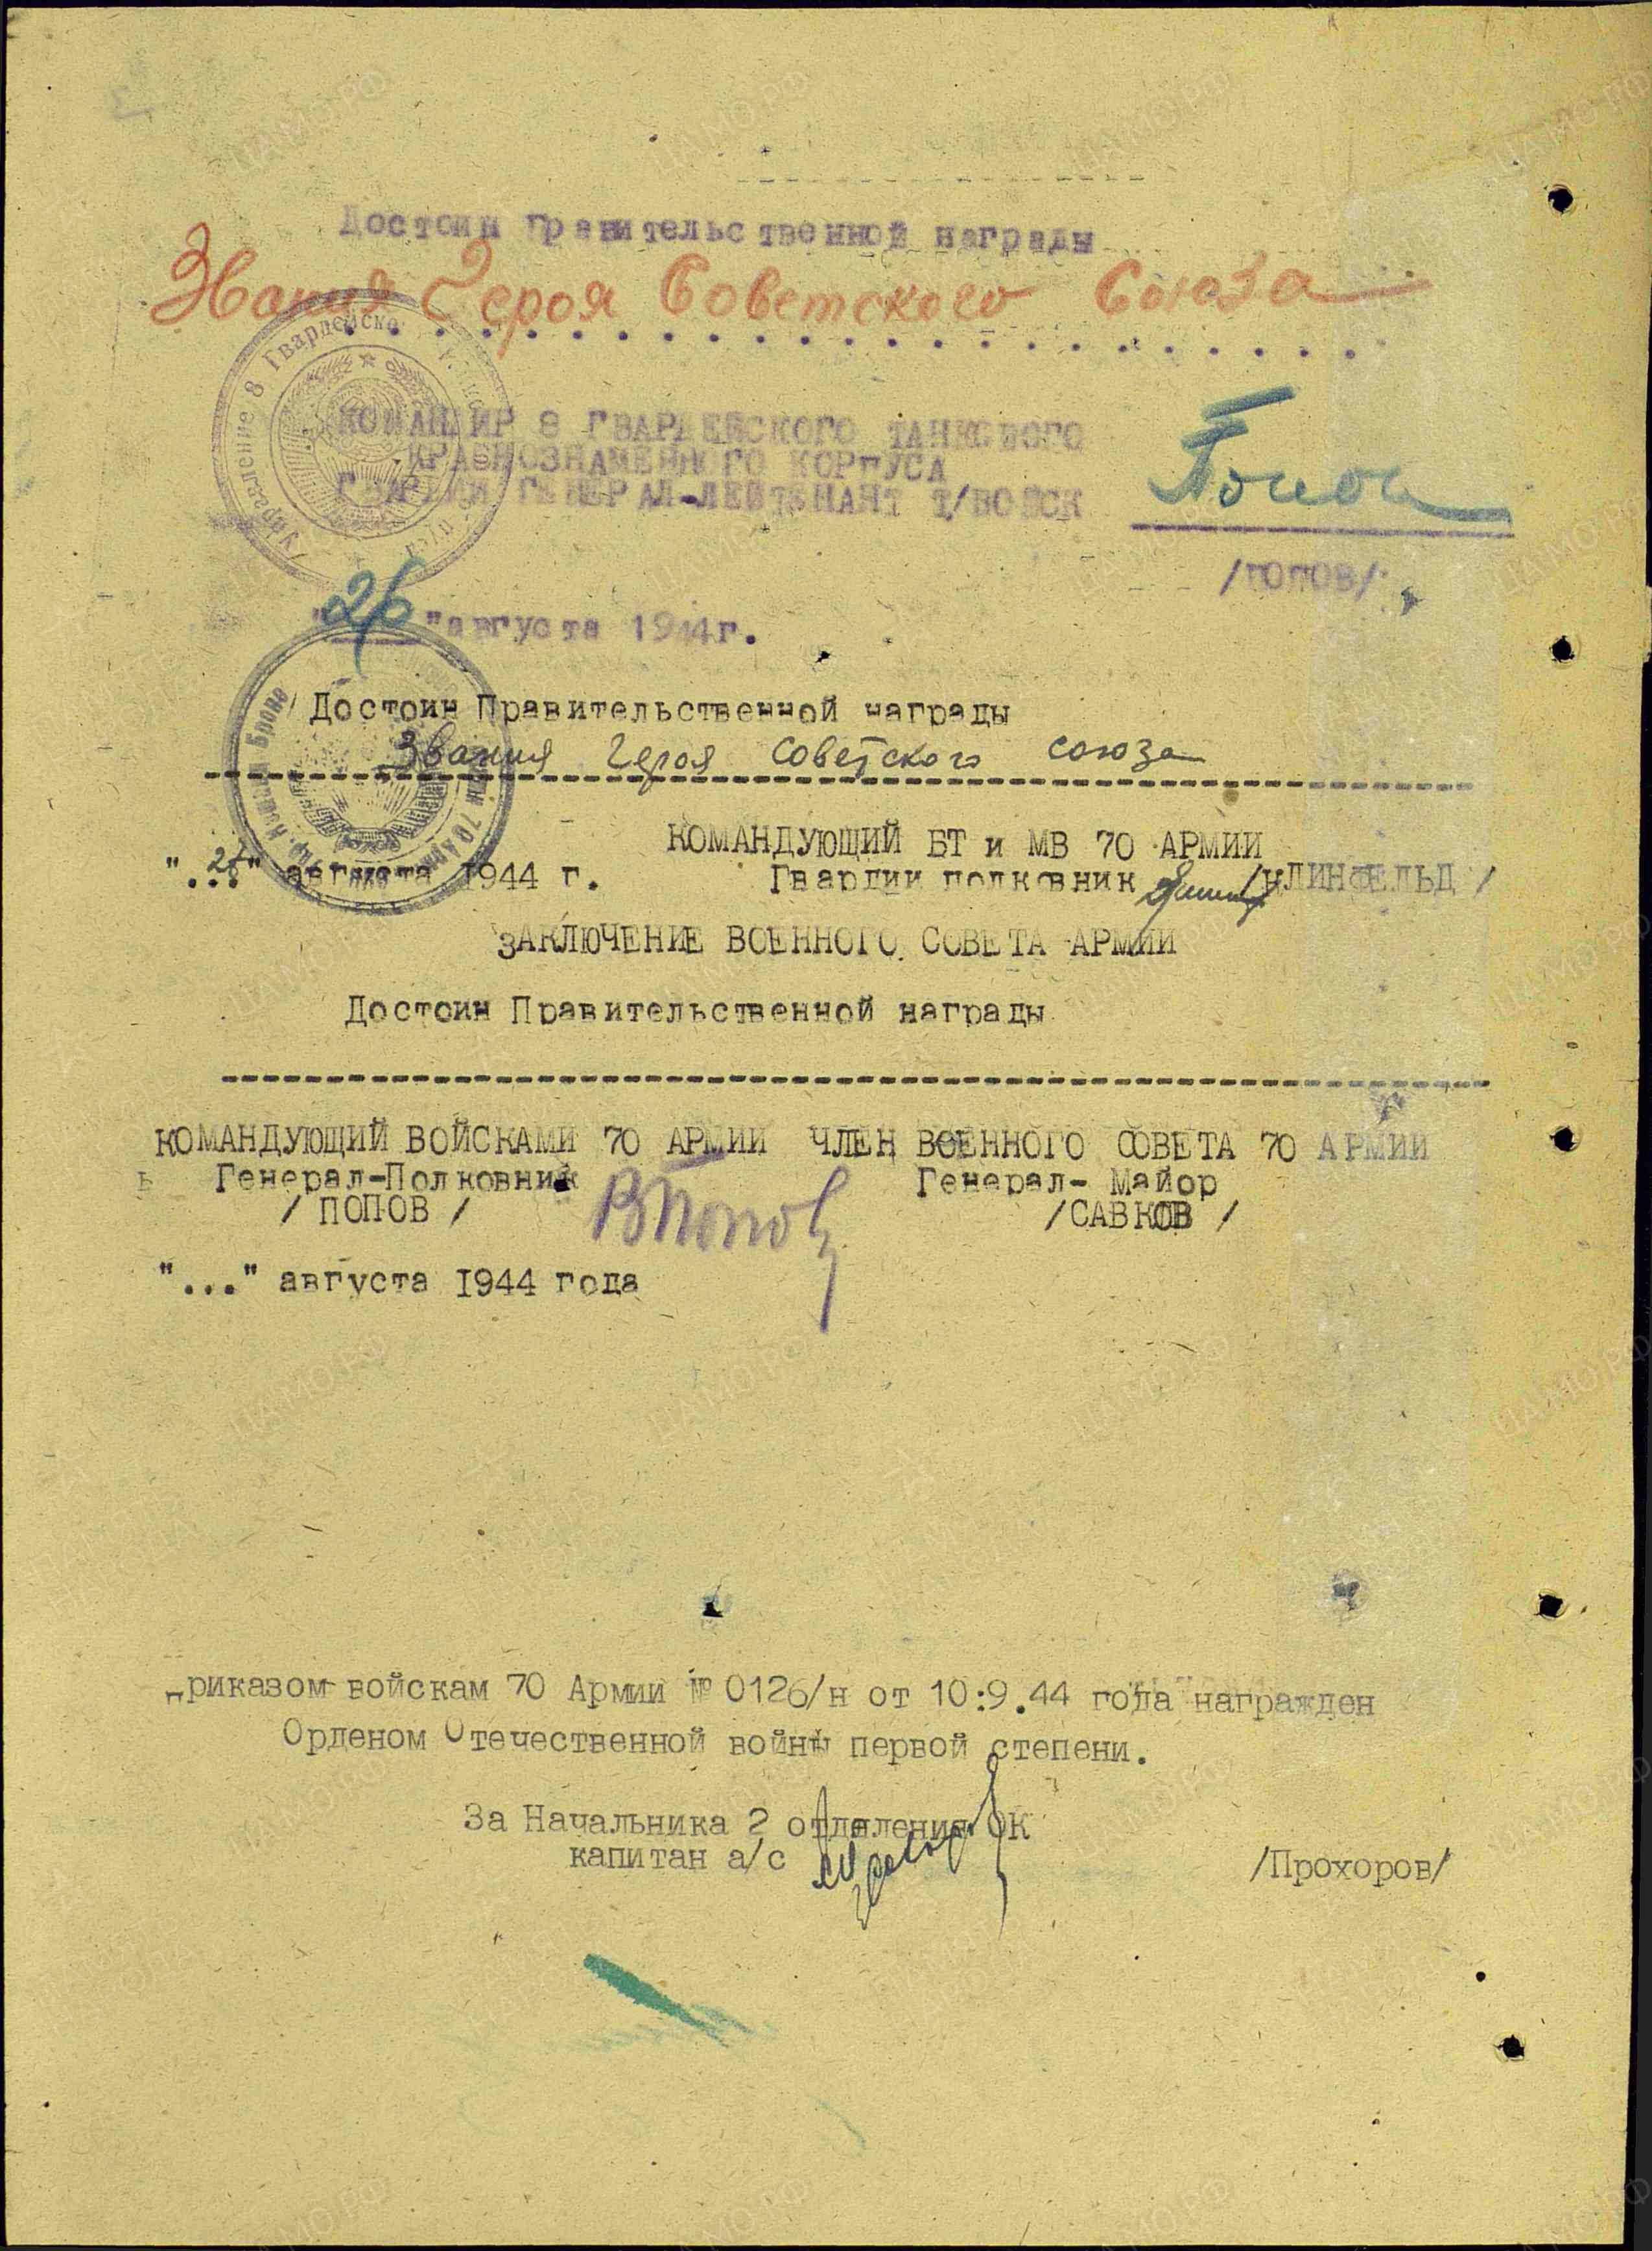 Достоин Правительственной награды
Звания Героя Советского Союза
КОМАНДИР 8 ГВАРДЕЙСКОГО ТАНКОВОГО
КРАСНОЗНАМЕННОГО КОРПУСА
ГВАРДИИ ГЕНЕРАЛ-ЛЕЙТЕНАНТ Т/ВОЙСК
Попов
/ПОПОВ/
"26" августа 1944г.
Достоин Правительственной награды
Звания Героя Советского союза
КОМАНДУЮЩИЙ БТ и МВ 70 АРМИИ
".26." августа 1944 г. Гвардии полковник
ЗАКЛЮЧЕНИЕ ВОЕННОГО СОВЕТА АРМИИ
Достоин Правительственной награды
КОМАНДУЮЩИЙ ВОЙСКАМИ 70 АРМИИ ЧЛЕН ВОЕННОГО СОВЕТА 70 АРМИИ
Генерал-Полковник Генерал- Майор
/ ПОПОВ / ВПопов /САВКОВ /
"..." августа 1944 года
Приказом войскам 70 Армии № 0126/н от 10:9.44 года награжден
Орденом Отечественной войны первой степени.
За Начальника 2 отделения ОК
капитан а/с /Прохоров/